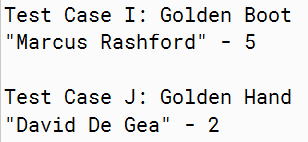 Test Case I: Golden Boot
"Marcus Rashford" - 5
Test Case J: Golden Hand
"David De Gea" - 2